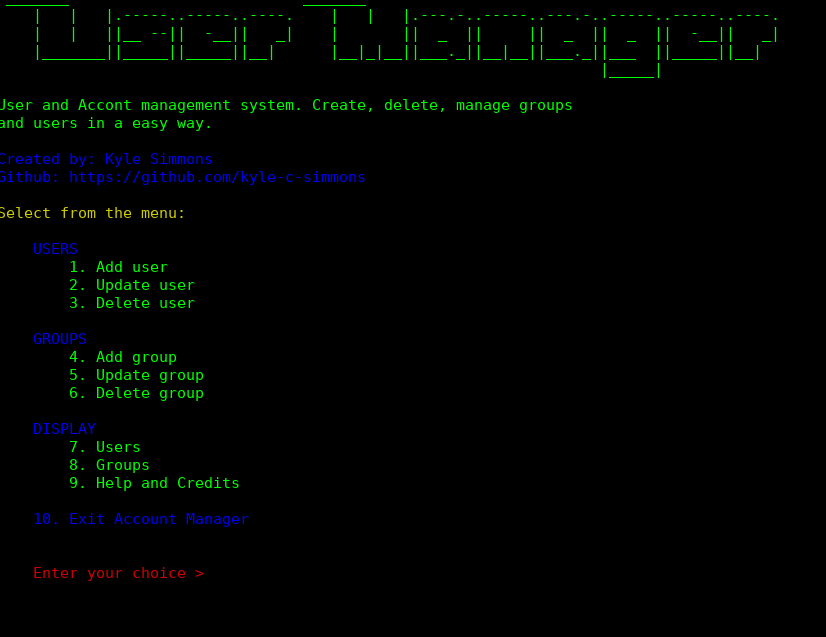 User Manager
User and Accont management system. Create, delete, manage groups
and users in a easy way.
Created by: Kyle Simmons
Github: https://github.com/kyle-c-simmons
Select from the menu:
USERS
1. Add user
2. Update user
3. Delete user
GROUPS
4. Add group
5. Update group
6. Delete group
DISPLAY
7. Users
8. Groups
9. Help and Credits
10. Exit Account Manager
Enter your choice >